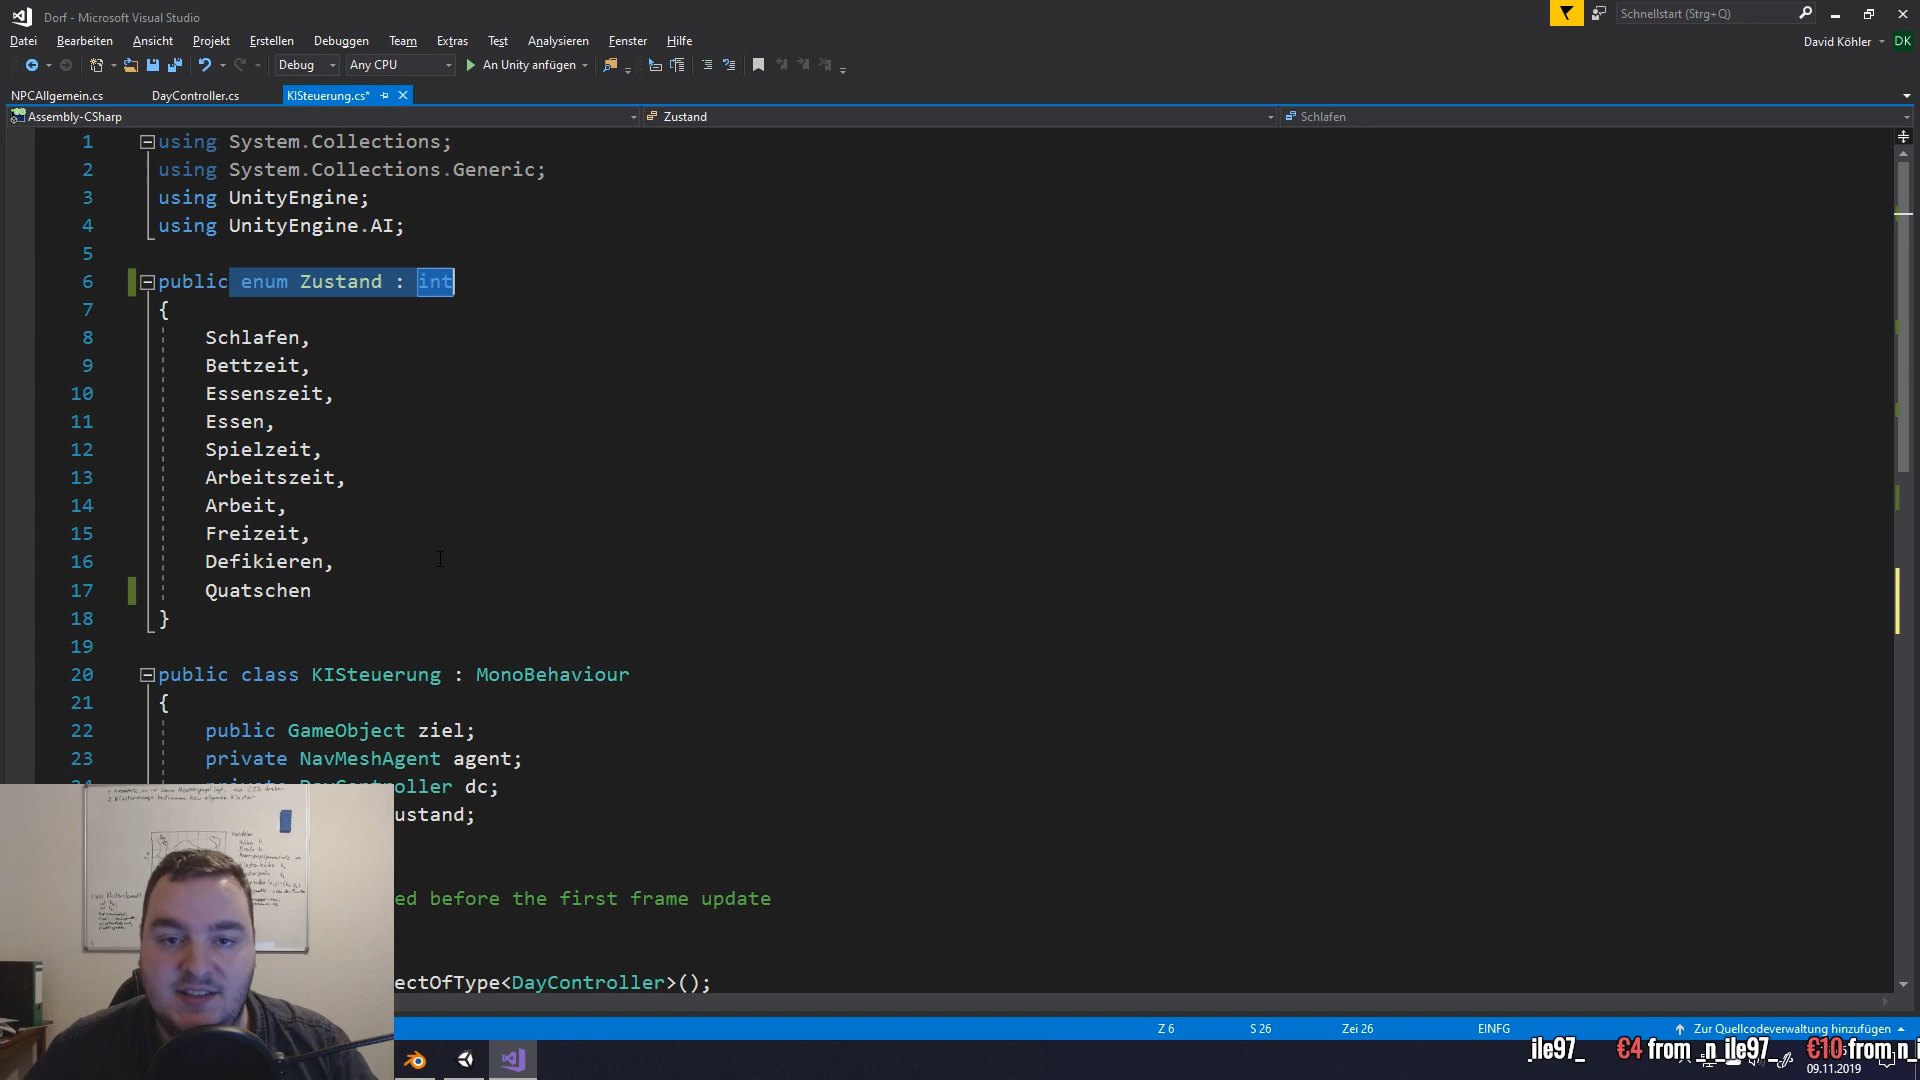 Dorf - Microsoft Visual Studio
Schnellstart (Strg+Q)
Datei Bearbeiten Ansicht Projekt Erstellen Debuggen Team Extras Test Analysieren Fenster Hilfe
David Köhler DK
Debug Any CPU An Unity anfügen
NPCAllgemein.cs DayController.cs KISteuerung.cs*
Assembly-CSharp Zustand Schlafen
1 using System.Collections;
2 using System.Collections.Generic;
3 using UnityEngine;
4 using UnityEngine.AI;
5
6 public enum Zustand : int
7 {
8 Schlafen,
9 Bettzeit,
10 Essenszeit,
11 Essen,
12 Spielzeit,
13 Arbeitszeit,
14 Arbeit,
15 Freizeit,
16 Defikieren,
17 Quatschen
18 }
19
20 public class KISteuerung : MonoBehaviour
21 {
22 public GameObject ziel;
23 private NavMeshAgent agent;
24 private DayController dc;
ustand;
ed before the first frame update
ectOfType<DayController>();
Z 6 S 26 Zei 26 EINFG Zur Quellcodeverwaltung hinzufügen
ile97_ €4 from _n_ile97_ €10 from n_i
09.11.2019